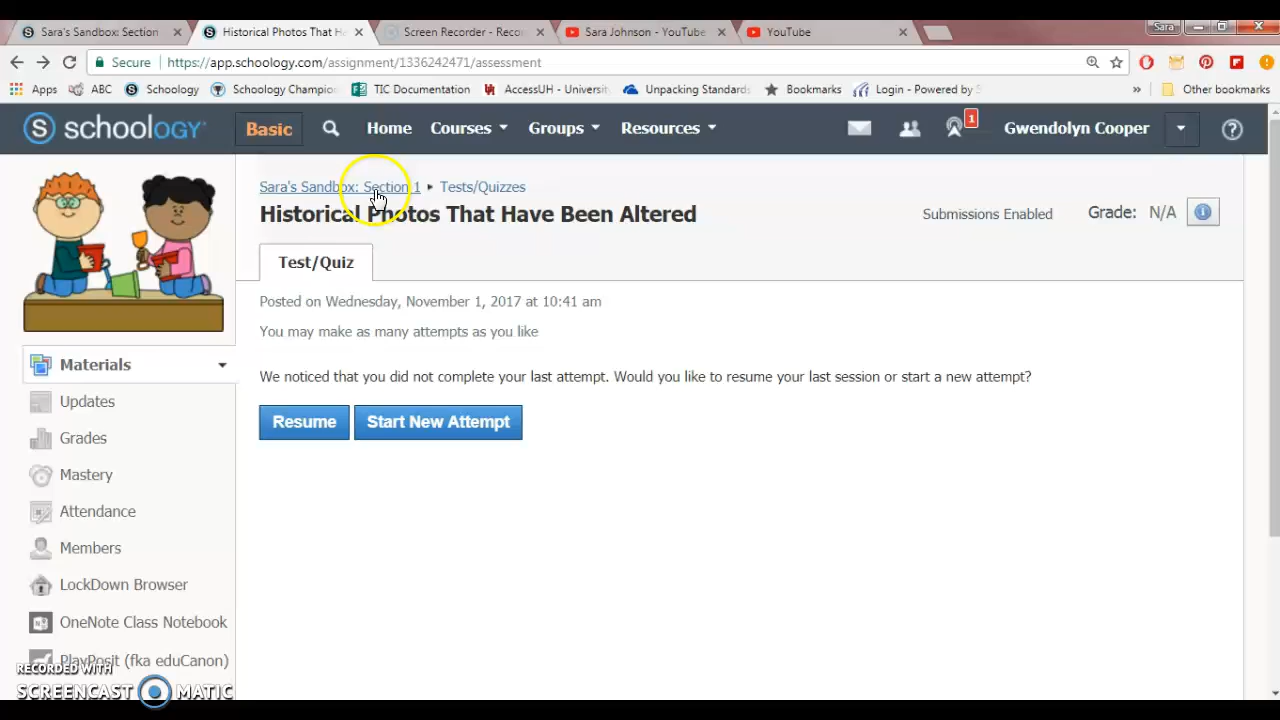 Sara's Sandbox: Section
Historical Photos That Ha
Screen Recorder - Reco
Sara Johnson - YouTube
YouTube
Sara
Secure
https://app.schoology.com/assignment/1336242471/assessment
Apps
ABC
Schoology
Schoology Champio
TIC Documentation
AccessUH - Universi
Unpacking Standards
Bookmarks
Login - Powered by S
»
Other bookmarks
S schoology
Basic
Home
Courses
Groups
Resources
1
Gwendolyn Cooper
Sara's Sandbox: Section 1 ▸ Tests/Quizzes
Historical Photos That Have Been Altered
Submissions Enabled
Grade: N/A
Test/Quiz
Posted on Wednesday, November 1, 2017 at 10:41 am
You may make as many attempts as you like
We noticed that you did not complete your last attempt. Would you like to resume your last session or start a new attempt?
Resume
Start New Attempt
Materials
Updates
Grades
Mastery
Attendance
Members
LockDown Browser
OneNote Class Notebook
PlayPosit (fka eduCanon)
RECORDED WITH
SCREENCAST MATIC